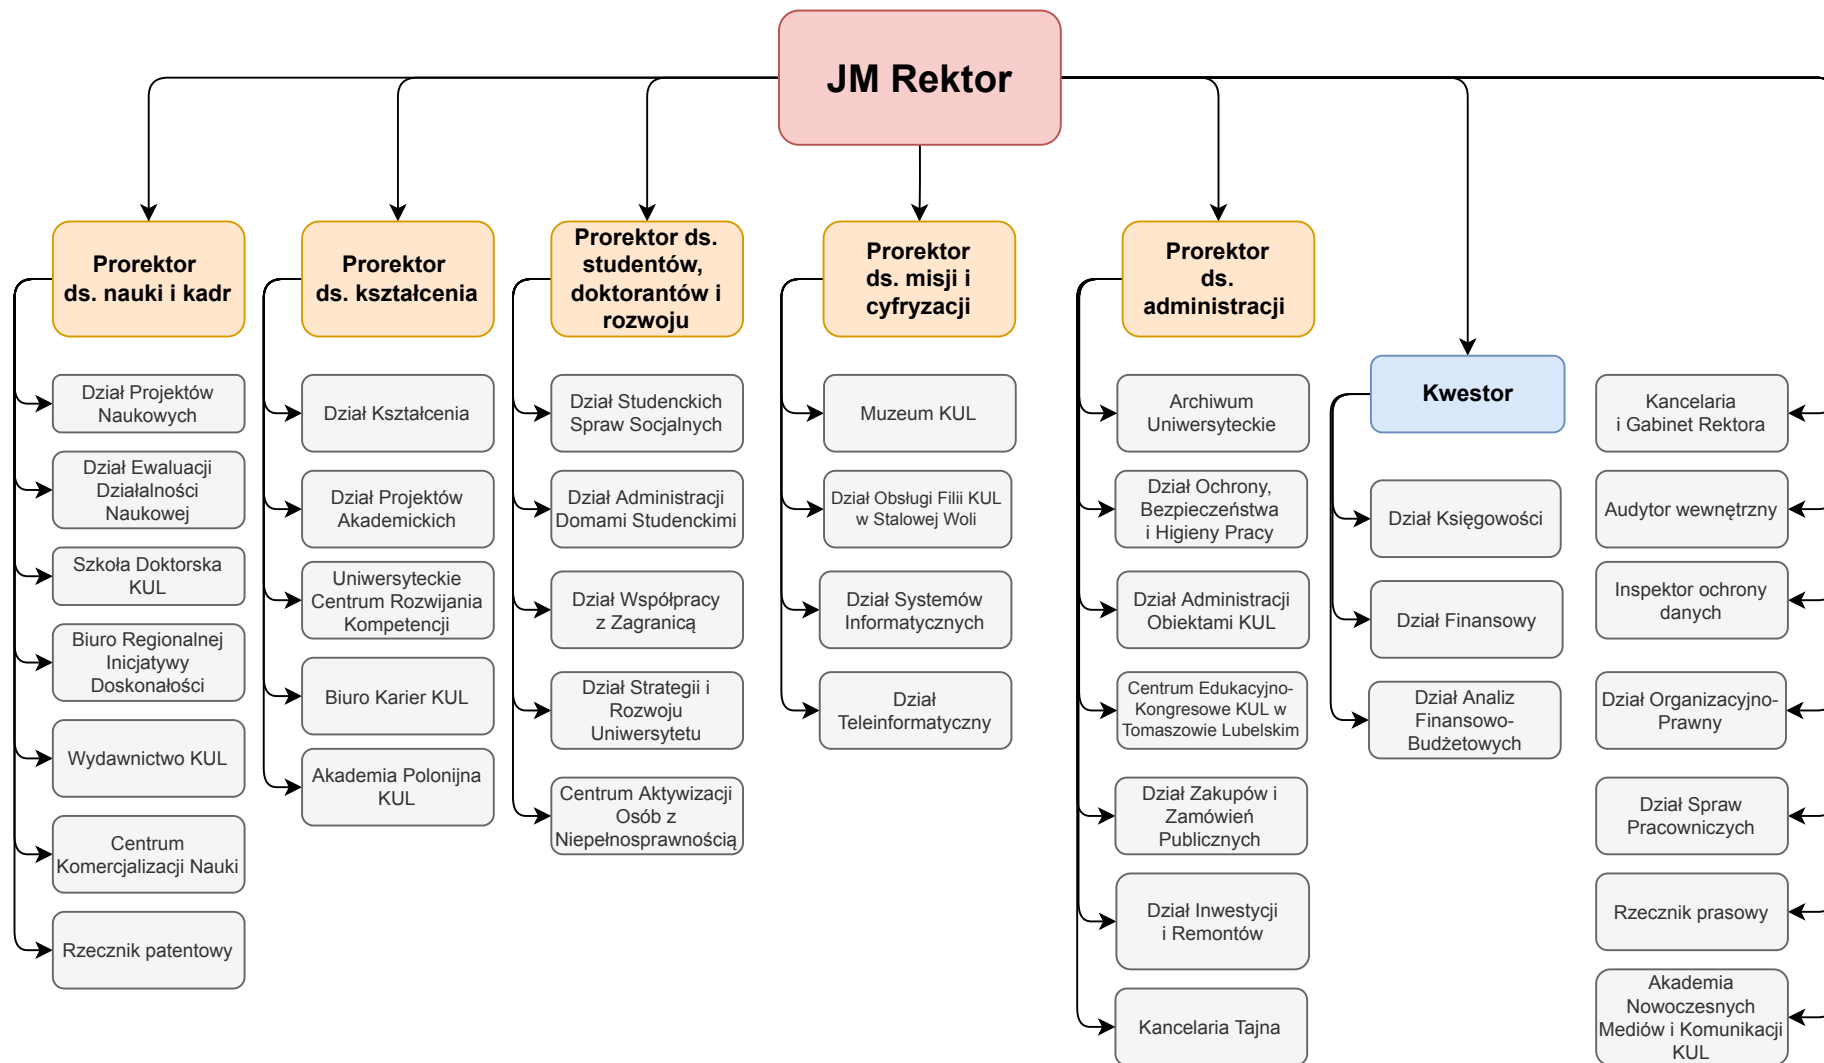 JM Rektor
Prorektor
ds. nauki i kadr
Dział Projektów
Naukowych
Dział Ewaluacji
Działalności
Naukowej
Szkoła Doktorska
KUL
Biuro Regionalnej
Inicjatywy
Doskonałości
Wydawnictwo KUL
Centrum
Komercjalizacji Nauki
Rzecznik patentowy
Prorektor
ds. kształcenia
Dział Kształcenia
Dział Projektów
Akademickich
Uniwersyteckie
Centrum Rozwijania
Kompetencji
Biuro Karier KUL
Akademia Polonijna
KUL
Prorektor ds.
studentów,
doktorantów i
rozwoju
Dział Studenckich
Spraw Socjalnych
Dział Administracji
Domami Studenckimi
Dział Współpracy
z Zagranicą
Dział Strategii i
Rozwoju
Uniwersytetu
Centrum Aktywizacji
Osób z
Niepełnosprawnością
Prorektor
ds. misji i
cyfryzacji
Muzeum KUL
Dział Obsługi Filii KUL
w Stalowej Woli
Dział Systemów
Informatycznych
Dział
Teleinformatyczny
Prorektor
ds.
administracji
Archiwum
Uniwersyteckie
Dział Ochrony,
Bezpieczeństwa
i Higieny Pracy
Dział Administracji
Obiektami KUL
Centrum Edukacyjno-
Kongresowe KUL w
Tomaszowie Lubelskim
Dział Zakupów i
Zamówień
Publicznych
Dział Inwestycji
i Remontów
Kancelaria Tajna
Kwestor
Dział Księgowości
Dział Finansowy
Dział Analiz
Finansowo-
Budżetowych
Kancelaria
i Gabinet Rektora
Audytor wewnętrzny
Inspektor ochrony
danych
Dział Organizacyjno-
Prawny
Dział Spraw
Pracowniczych
Rzecznik prasowy
Akademia
Nowoczesnych
Mediów i Komunikacji
KUL